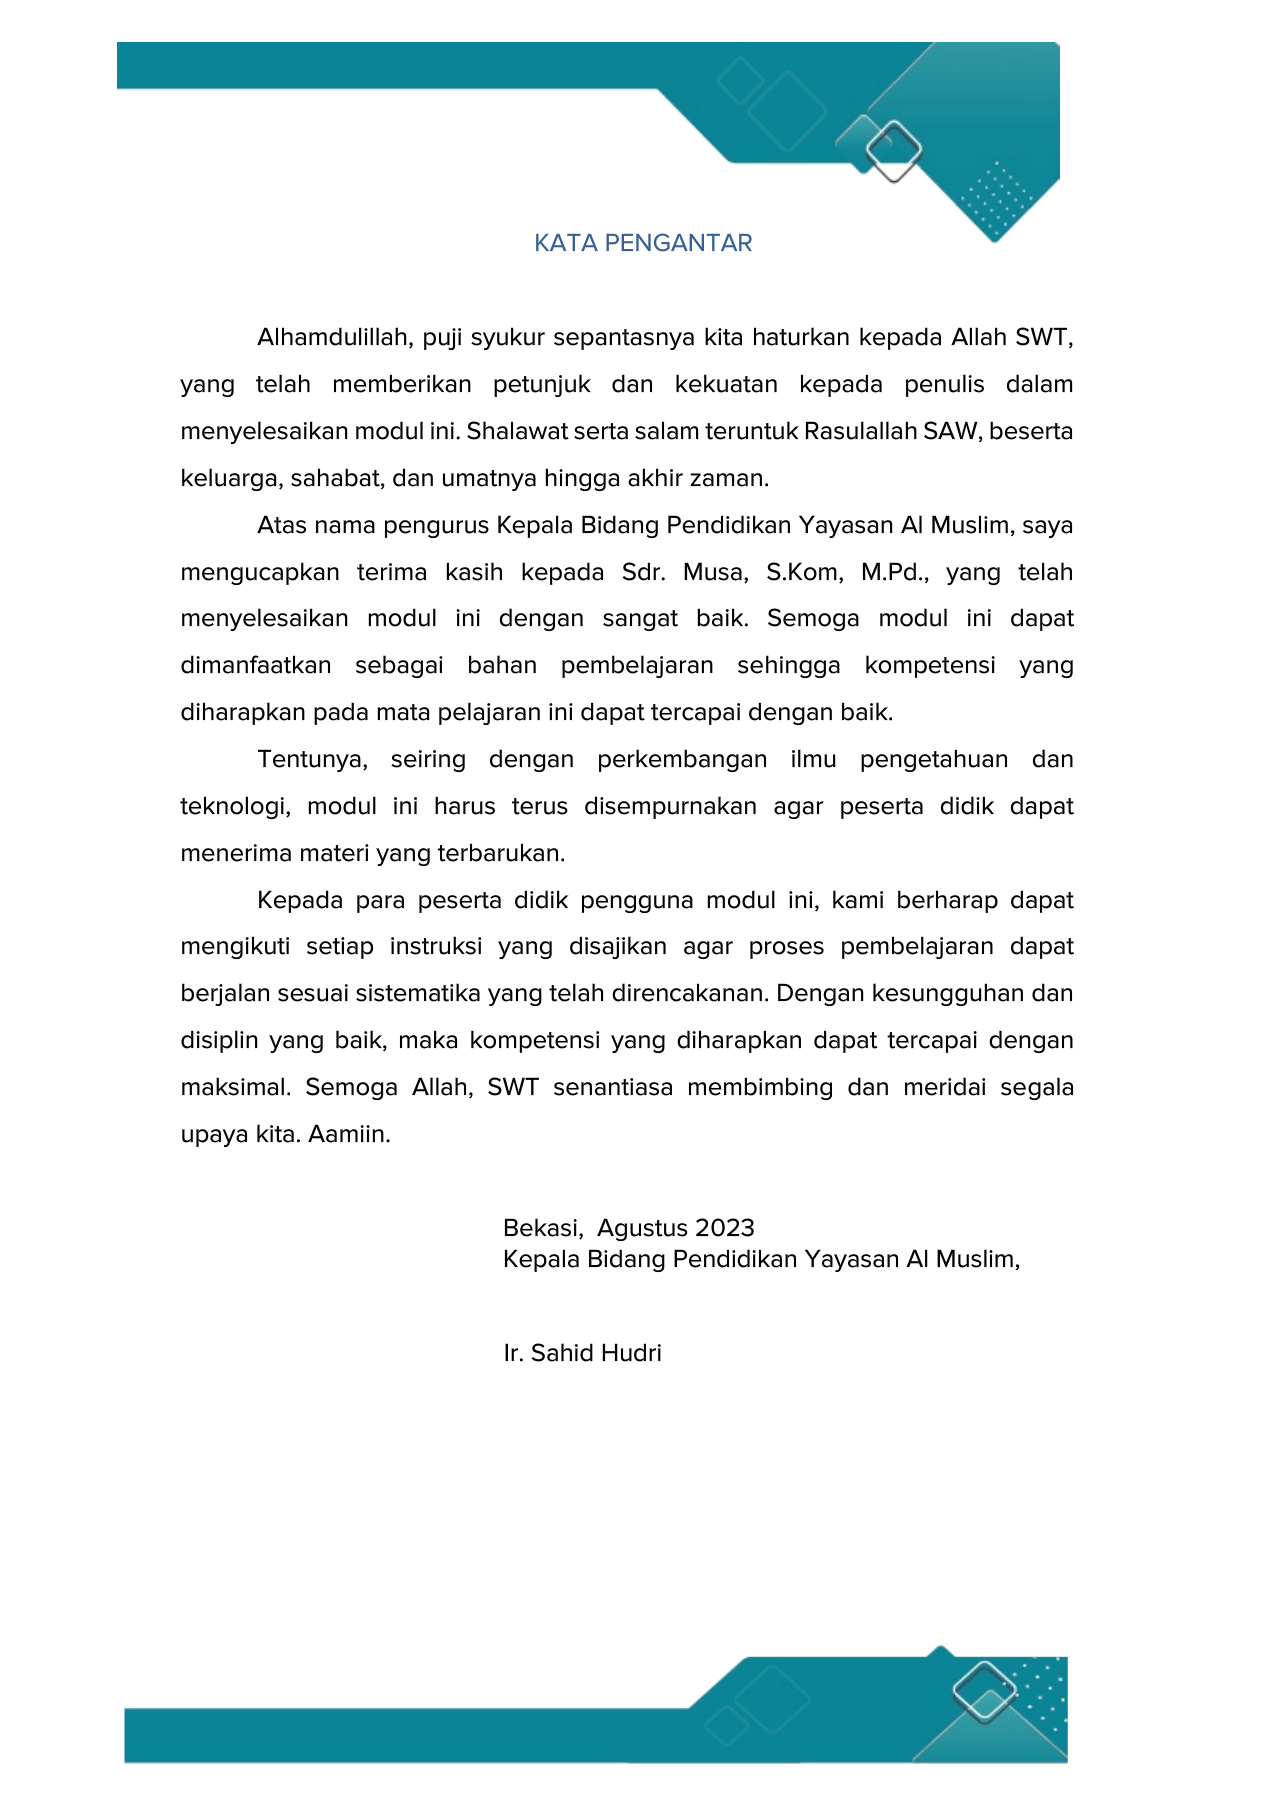 KATA PENGANTAR
Alhamdulillah, puji syukur sepantasnya kita haturkan kepada Allah SWT,
yang telah memberikan petunjuk dan kekuatan kepada penulis dalam
menyelesaikan modul ini. Shalawat serta salam teruntuk Rasulallah SAW, beserta
keluarga, sahabat, dan umatnya hingga akhir zaman.
Atas nama pengurus Kepala Bidang Pendidikan Yayasan Al Muslim, saya
mengucapkan terima kasih kepada Sdr. Musa, S.Kom, M.Pd., yang telah
menyelesaikan modul ini dengan sangat baik. Semoga modul ini dapat
dimanfaatkan sebagai bahan pembelajaran sehingga kompetensi yang
diharapkan pada mata pelajaran ini dapat tercapai dengan baik.
Tentunya, seiring dengan perkembangan ilmu pengetahuan dan
teknologi, modul ini harus terus disempurnakan agar peserta didik dapat
menerima materi yang terbarukan.
Kepada para peserta didik pengguna modul ini, kami berharap dapat
mengikuti setiap instruksi yang disajikan agar proses pembelajaran dapat
berjalan sesuai sistematika yang telah direncakanan. Dengan kesungguhan dan
disiplin yang baik, maka kompetensi yang diharapkan dapat tercapai dengan
maksimal. Semoga Allah, SWT senantiasa membimbing dan meridai segala
upaya kita. Aamiin.
Bekasi,  Agustus 2023
Kepala Bidang Pendidikan Yayasan Al Muslim,
Ir. Sahid Hudri